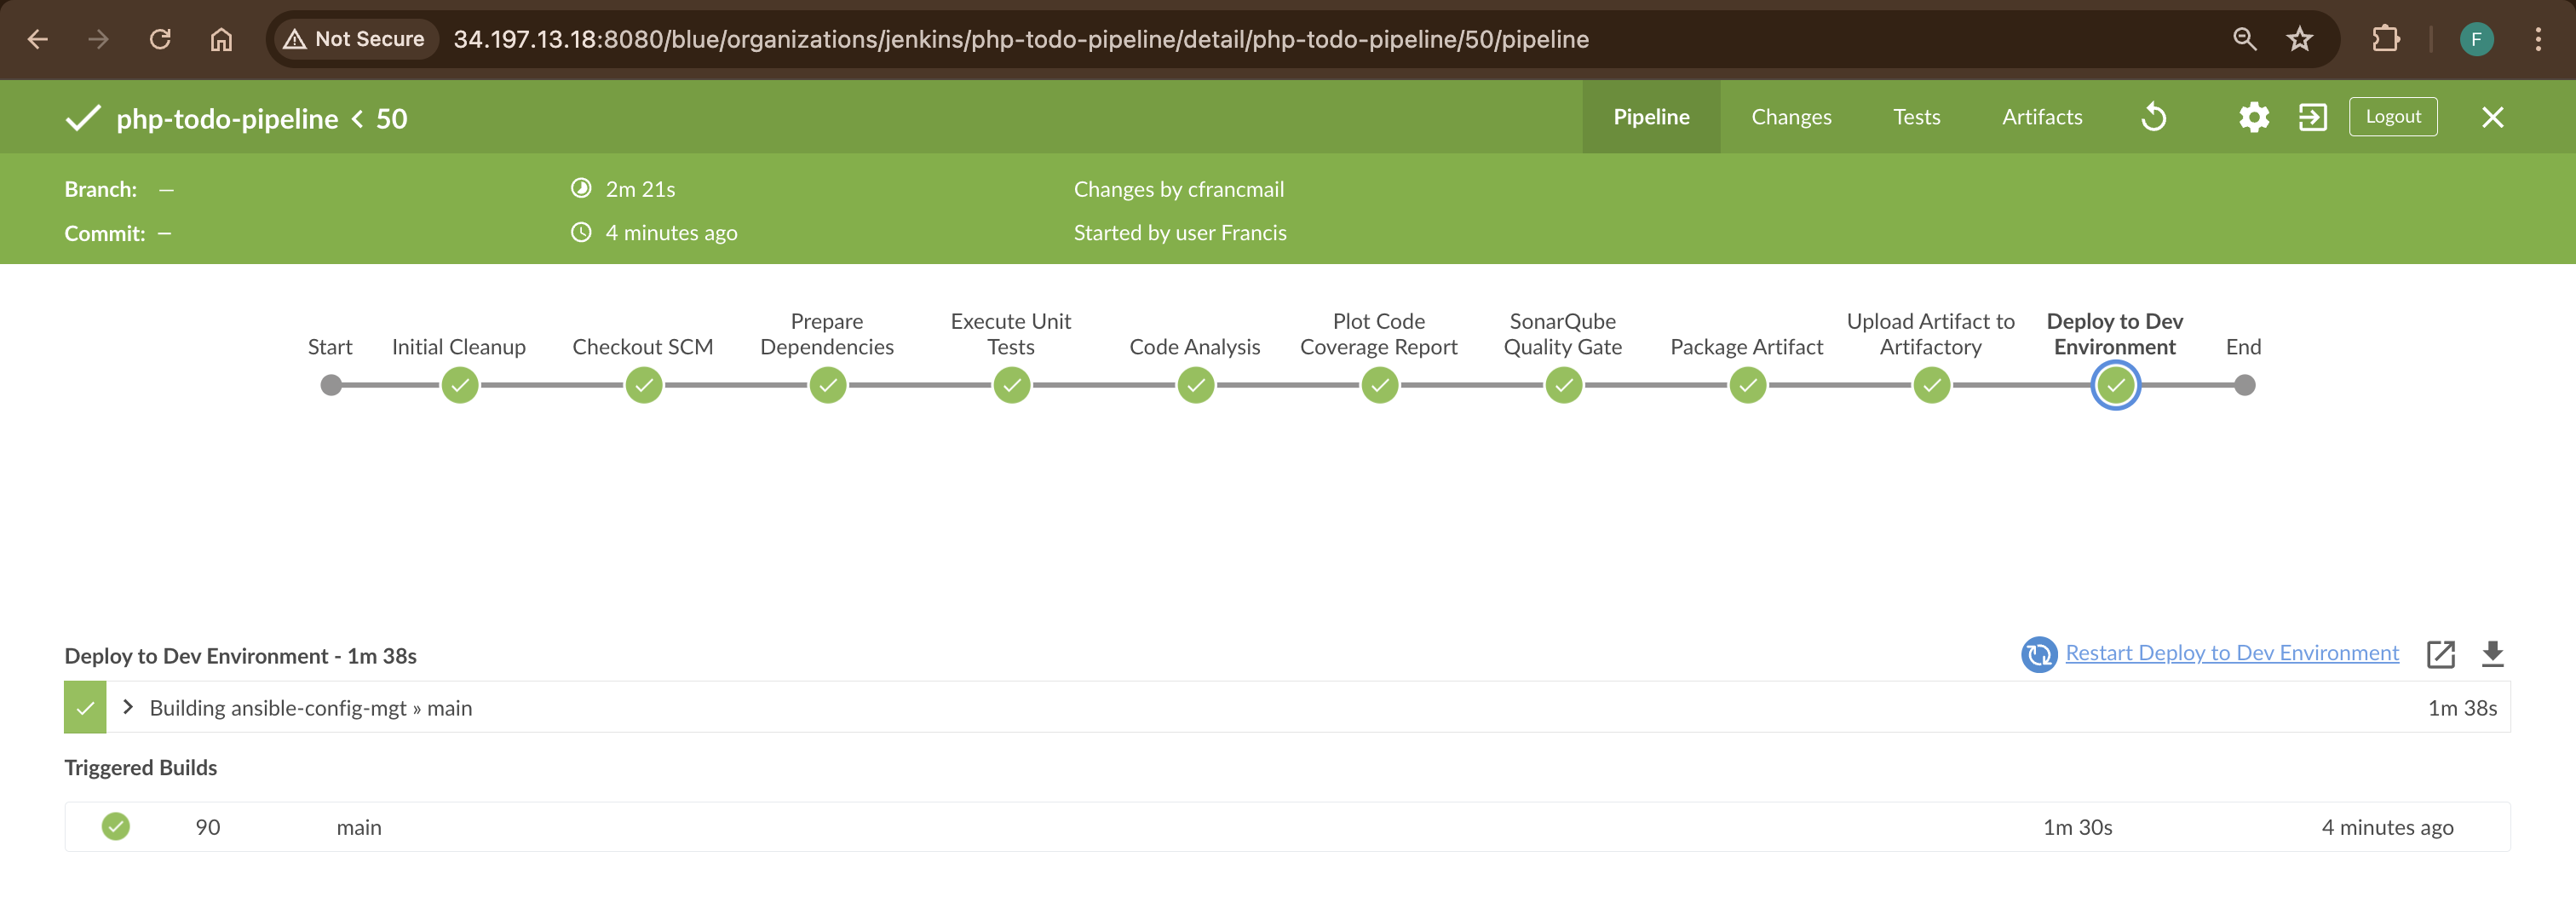 Not Secure 34.197.13.18:8080/blue/organizations/jenkins/php-todo-pipeline/detail/php-todo-pipeline/50/pipeline F
php-todo-pipeline < 50 Pipeline Changes Tests Artifacts Logout
Branch: — 2m 21s Changes by cfrancmail
Commit: — 4 minutes ago Started by user Francis
Start
Initial Cleanup
Checkout SCM
Prepare
Dependencies
Execute Unit
Tests
Code Analysis
Plot Code
Coverage Report
SonarQube
Quality Gate
Package Artifact
Upload Artifact to
Artifactory
Deploy to Dev
Environment
End
Deploy to Dev Environment - 1m 38s Restart Deploy to Dev Environment
Building ansible-config-mgt » main 1m 38s
Triggered Builds
90 main 1m 30s 4 minutes ago